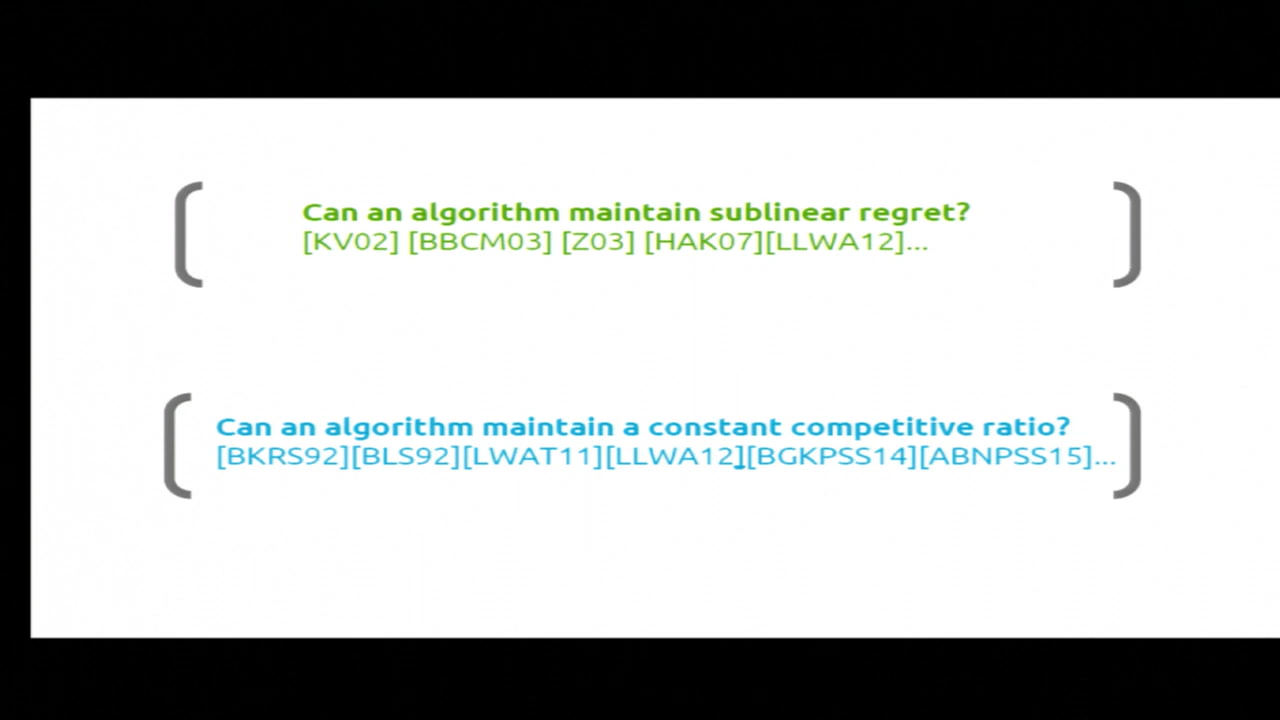 Can an algorithm maintain sublinear regret?
[KV02] [BBCM03] [Z03] [HAK07][LLWA12]...
Can an algorithm maintain a constant competitive ratio?
[BKRS92][BLS92][LWAT11][LLWA12][BGKPSS14][ABNPSS15]...